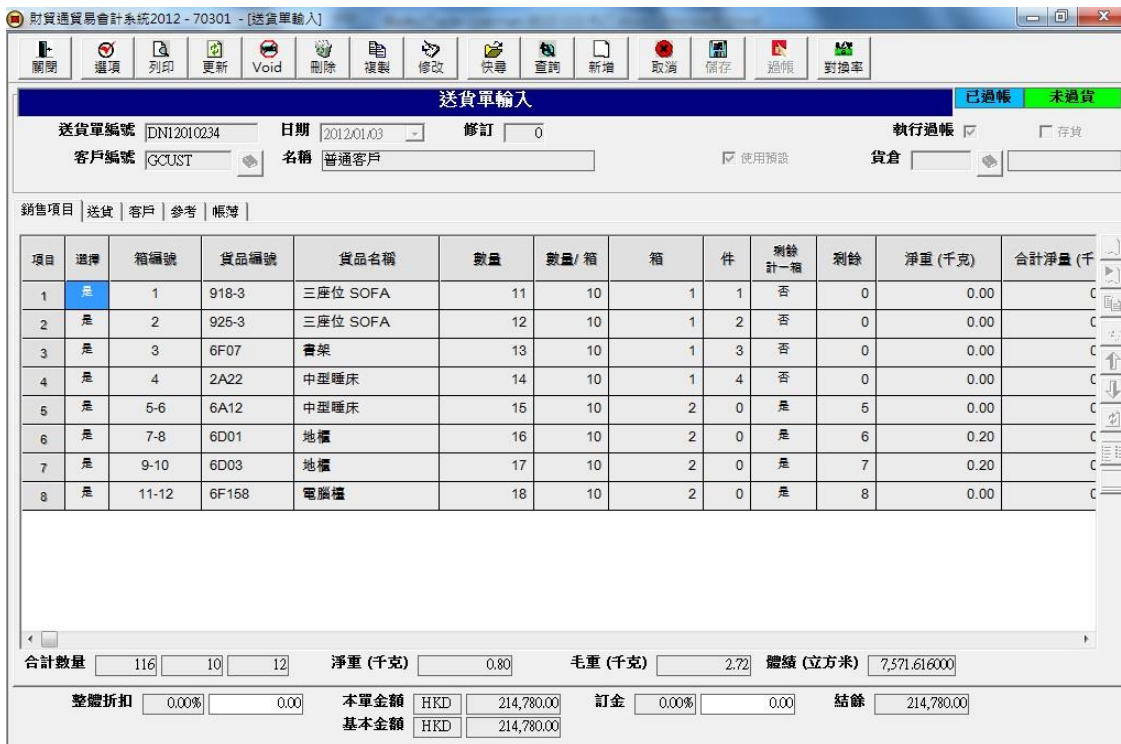 財貿通貿易會計系統2012 - 70301 - [送貨單輸入]
關閉 選項 列印 更新 Void 刪除 複製 修改 快尋 查詢 新增 取消 儲存 過帳 對換率
送貨單輸入 已過帳 未過貨
送貨單編號 DN12010234 日期 2012/01/03 修訂 0 執行過帳 存貨
客戶編號 GCUST 名稱 普通客戶 使用預設 貨倉
銷售項目 送貨 客戶 參考 帳簿
項目 選擇 箱編號 貨品編號 貨品名稱 數量 數量/ 箱 箱 件 剩餘計一箱 剩餘 淨重 (千克) 合計淨量 (千
1 是 1 918-3 三座位 SOFA 11 10 1 1 否 0 0.00
2 是 2 925-3 三座位 SOFA 12 10 1 2 否 0 0.00
3 是 3 6F07 書架 13 10 1 3 否 0 0.00
4 是 4 2A22 中型睡床 14 10 1 4 否 0 0.00
5 是 5-6 6A12 中型睡床 15 10 2 0 是 5 0.00
6 是 7-8 6D01 地櫃 16 10 2 0 是 6 0.20
7 是 9-10 6D03 地櫃 17 10 2 0 是 7 0.20
8 是 11-12 6F158 電腦檯 18 10 2 0 是 8 0.00
合計數量 116 10 12 淨重 (千克) 0.80 毛重 (千克) 2.72 體績 (立方米) 7,571.616000
整體折扣 0.00% 0.00 本單金額 HKD 214,780.00 訂金 0.00% 0.00 結餘 214,780.00
基本金額 HKD 214,780.00